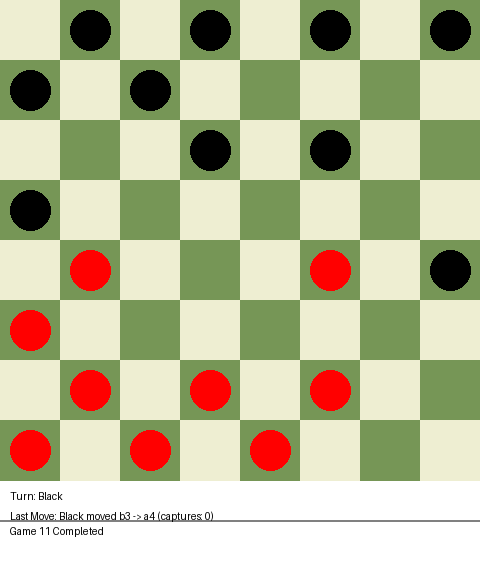 Turn: Black
Last Move: Black moved b3 -> a4 (captures: 0)
Game 11 Completed